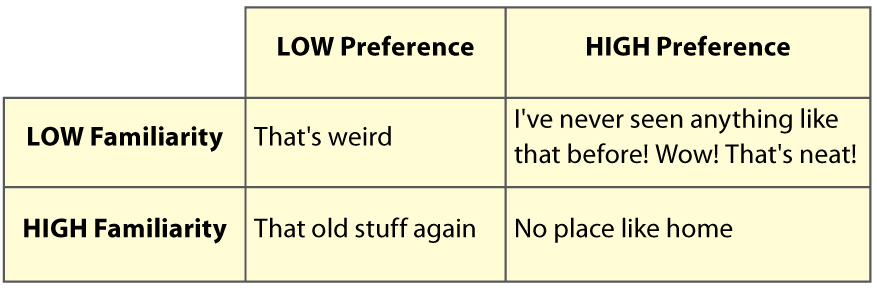 LOW Preference
HIGH Preference
LOW Familiarity
That's weird
I've never seen anything like
that before! Wow! That's neat!
HIGH Familiarity
That old stuff again
No place like home